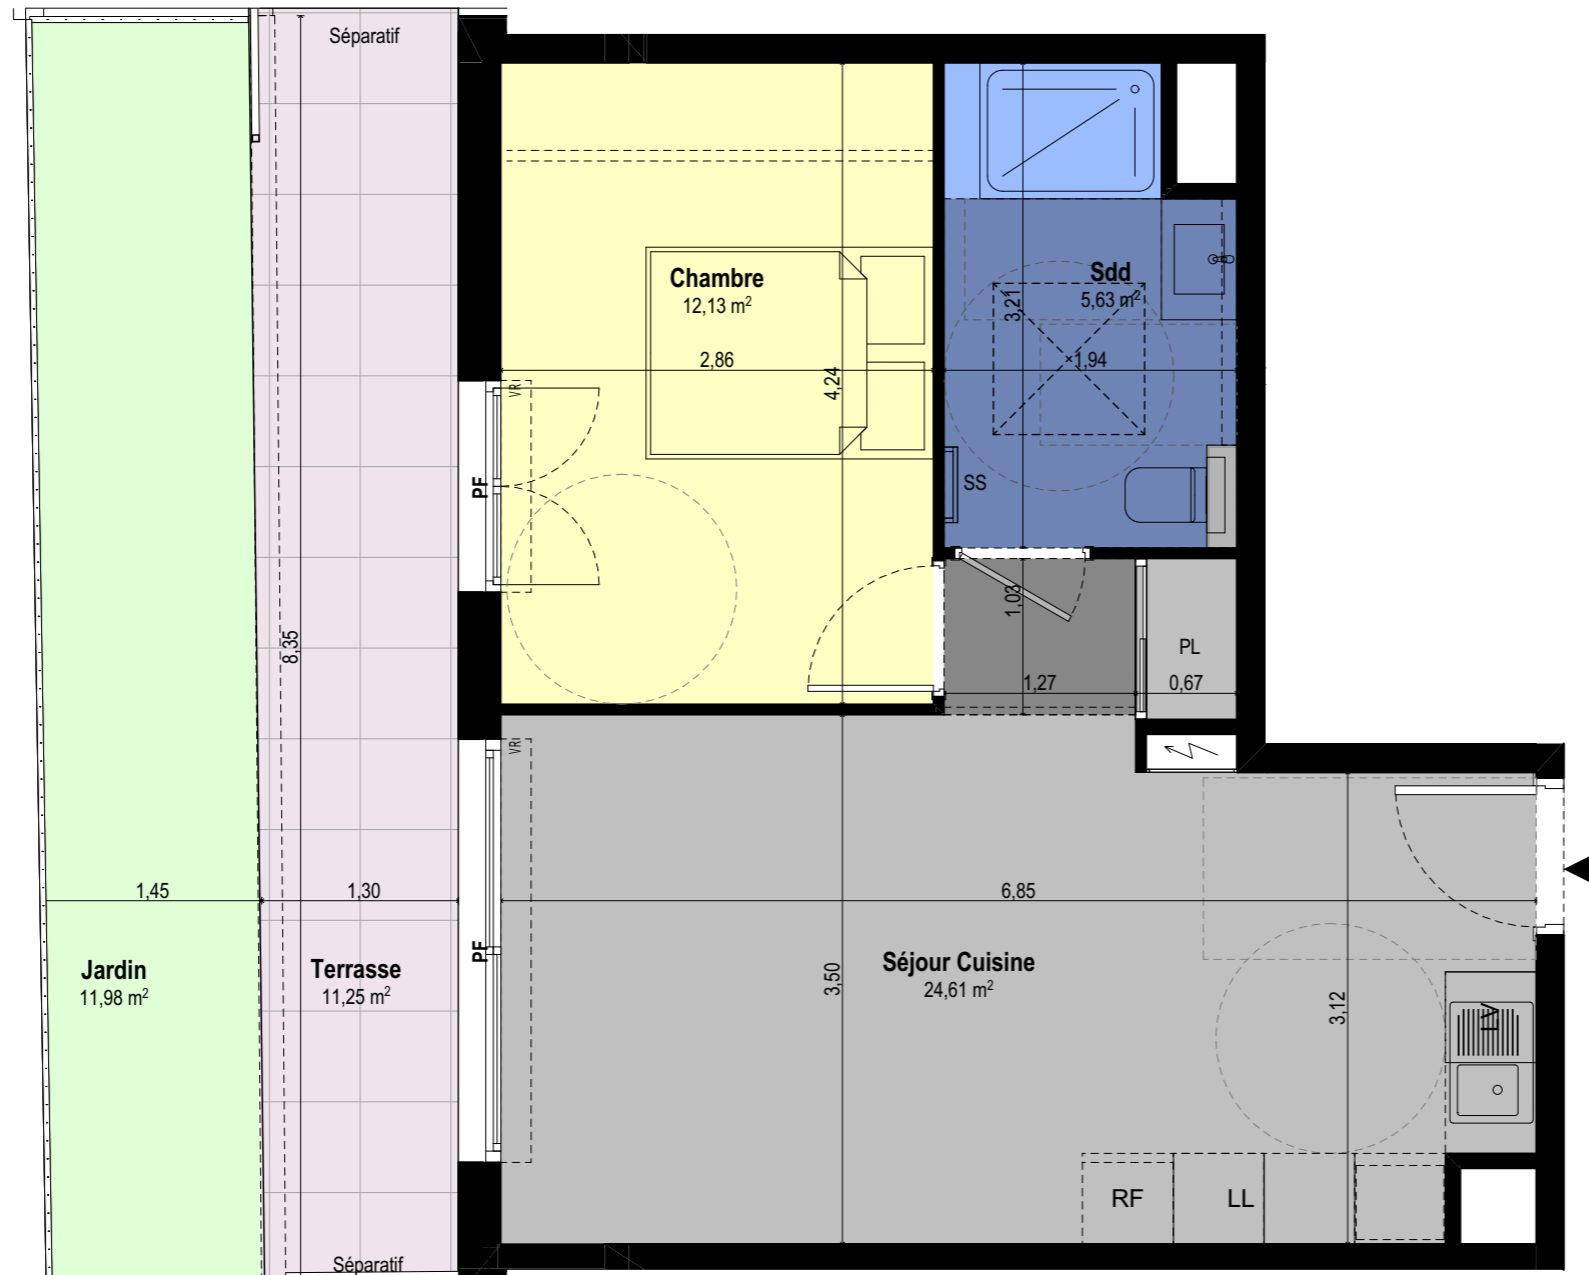 Séparatif
Chambre
12,13 m²
2,86
4,24
VR
PF
Sdd
5,63 m²
3,21
1,94
SS
1,03
1,27
PL
0,67
8,35
VR
PF
1,45
1,30
6,85
Jardin
11,98 m²
Terrasse
11,25 m²
Séjour Cuisine
24,61 m²
3,50
3,12
LV
RF
LL
Séparatif